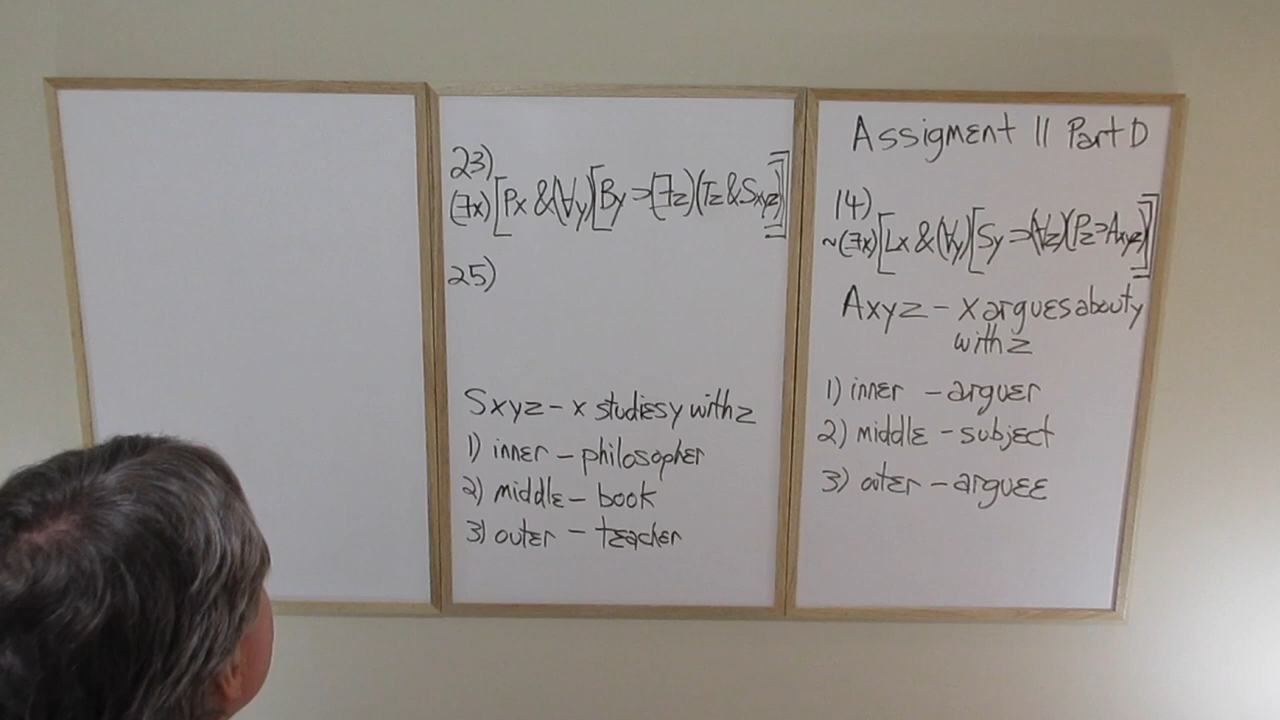 23)
(∃x)[Px & (∀y)[By ⊃ (∃z)(Tz & Sxyz)]]
25)
Sxyz – x studies y with z
1) inner – philosopher
2) middle – book
3) outer – teacher
Assigment 11 Part D
14)
~(∃x)[Lx & (∀y)[Sy ⊃ (∀z)(Pz ⊃ Axyz)]]
Axyz – x argues about y
with z
1) inner – arguer
2) middle – subject
3) outer – arguee